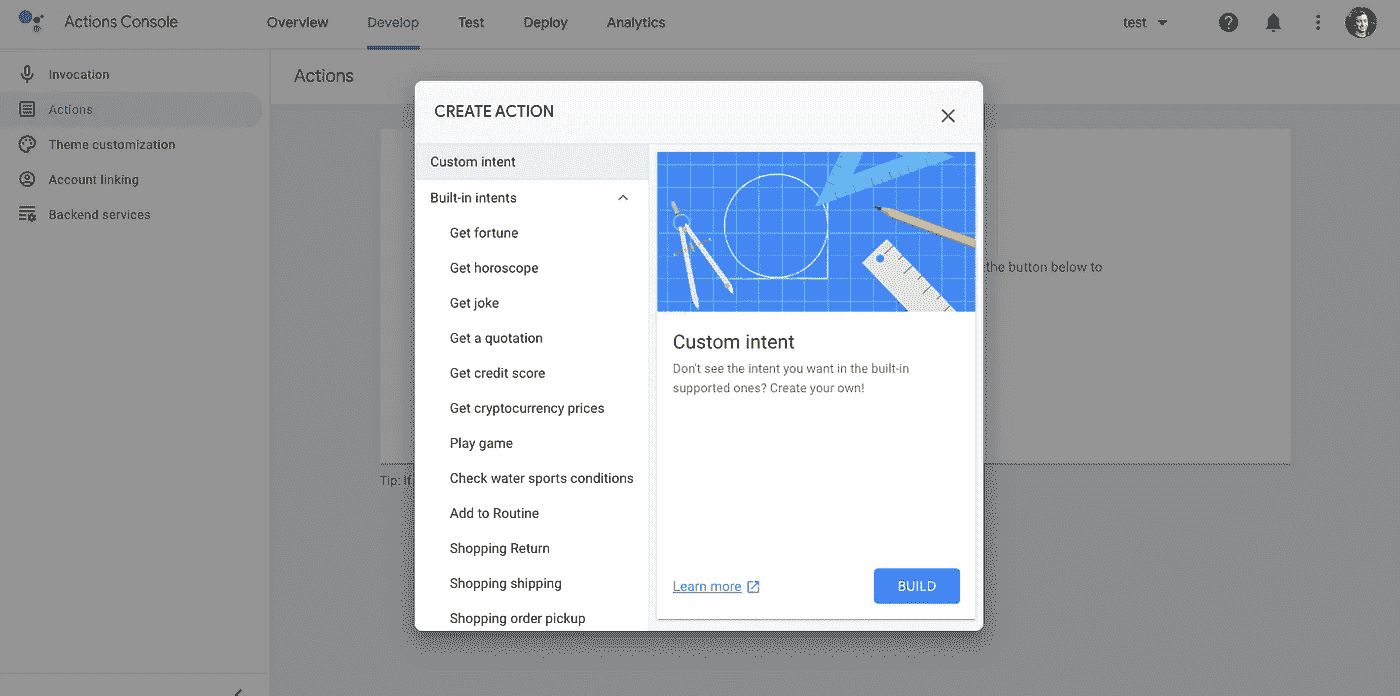 Actions Console
Overview
Develop
Test
Deploy
Analytics
test
Invocation
Actions
Theme customization
Account linking
Backend services
Actions
CREATE ACTION
Custom intent
Built-in intents
Get fortune
Get horoscope
Get joke
Get a quotation
Get credit score
Get cryptocurrency prices
Play game
Check water sports conditions
Add to Routine
Shopping Return
Shopping shipping
Shopping order pickup
Custom intent
Don't see the intent you want in the built-in
supported ones? Create your own!
Learn more
BUILD
the button below to
Tip: If